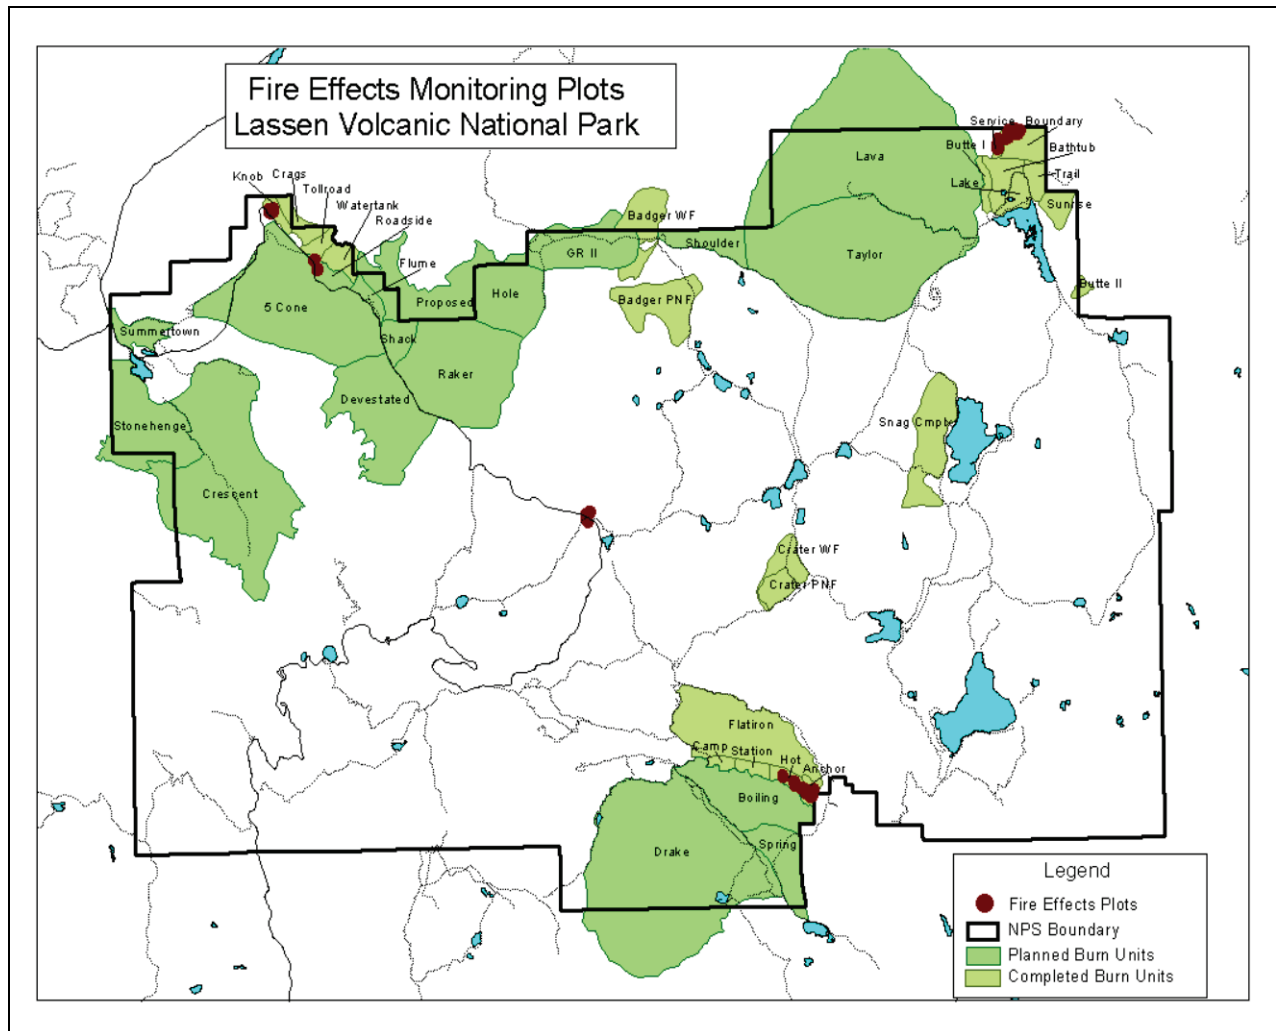 Fire Effects Monitoring Plots
Lassen Volcanic National Park
Service Boundary
Butte I
Bathtub
Lava
Trail
Lake
Knob
Crags
Tollroad
Watertank
Roadside
Sunrise
Badger WF
Shoulder
GR II
Taylor
Flume
Butte II
Badger PNF
Proposed
Hole
5 Cone
Summertown
Shack
Raker
Devestated
Snag Cmplx
Stonehenge
Crescent
Crater WF
Crater PNF
Flatiron
Camp
Station
Hot
Anchor
Boiling
Drake
Spring
Legend
Fire Effects Plots
NPS Boundary
Planned Burn Units
Completed Burn Units